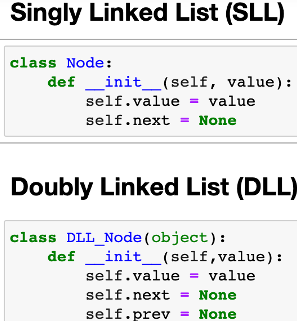 Singly Linked List (SLL)
class Node:
    def __init__(self, value):
        self.value = value
        self.next = None
Doubly Linked List (DLL)
class DLL_Node(object):
    def __init__(self,value):
        self.value = value
        self.next = None
        self.prev = None